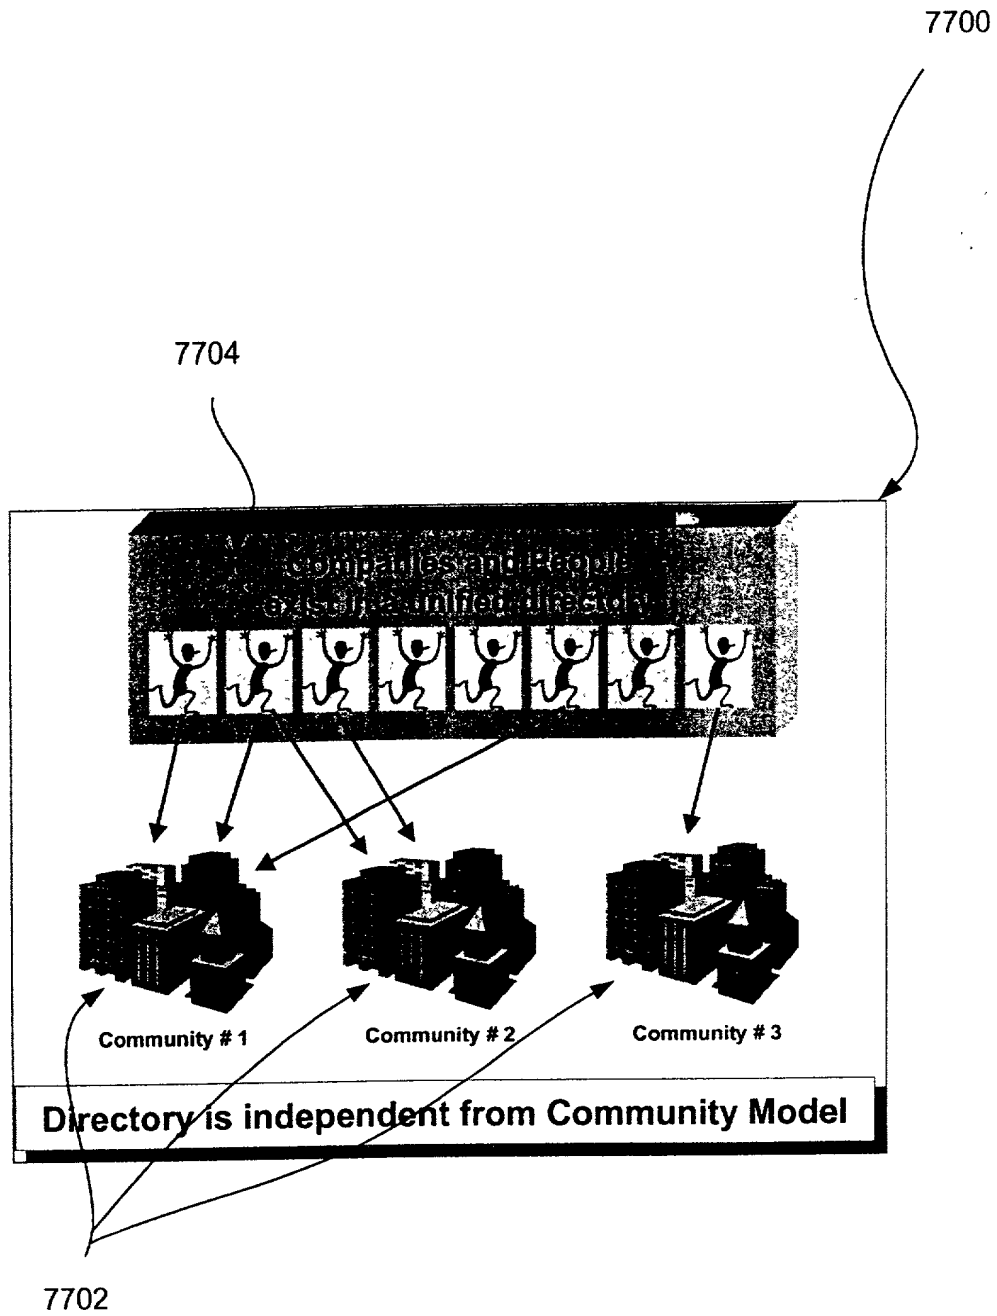 7700
7704
Companies and People
exist in a unified directory
Community # 1
Community # 2
Community # 3
Directory is independent from Community Model
7702